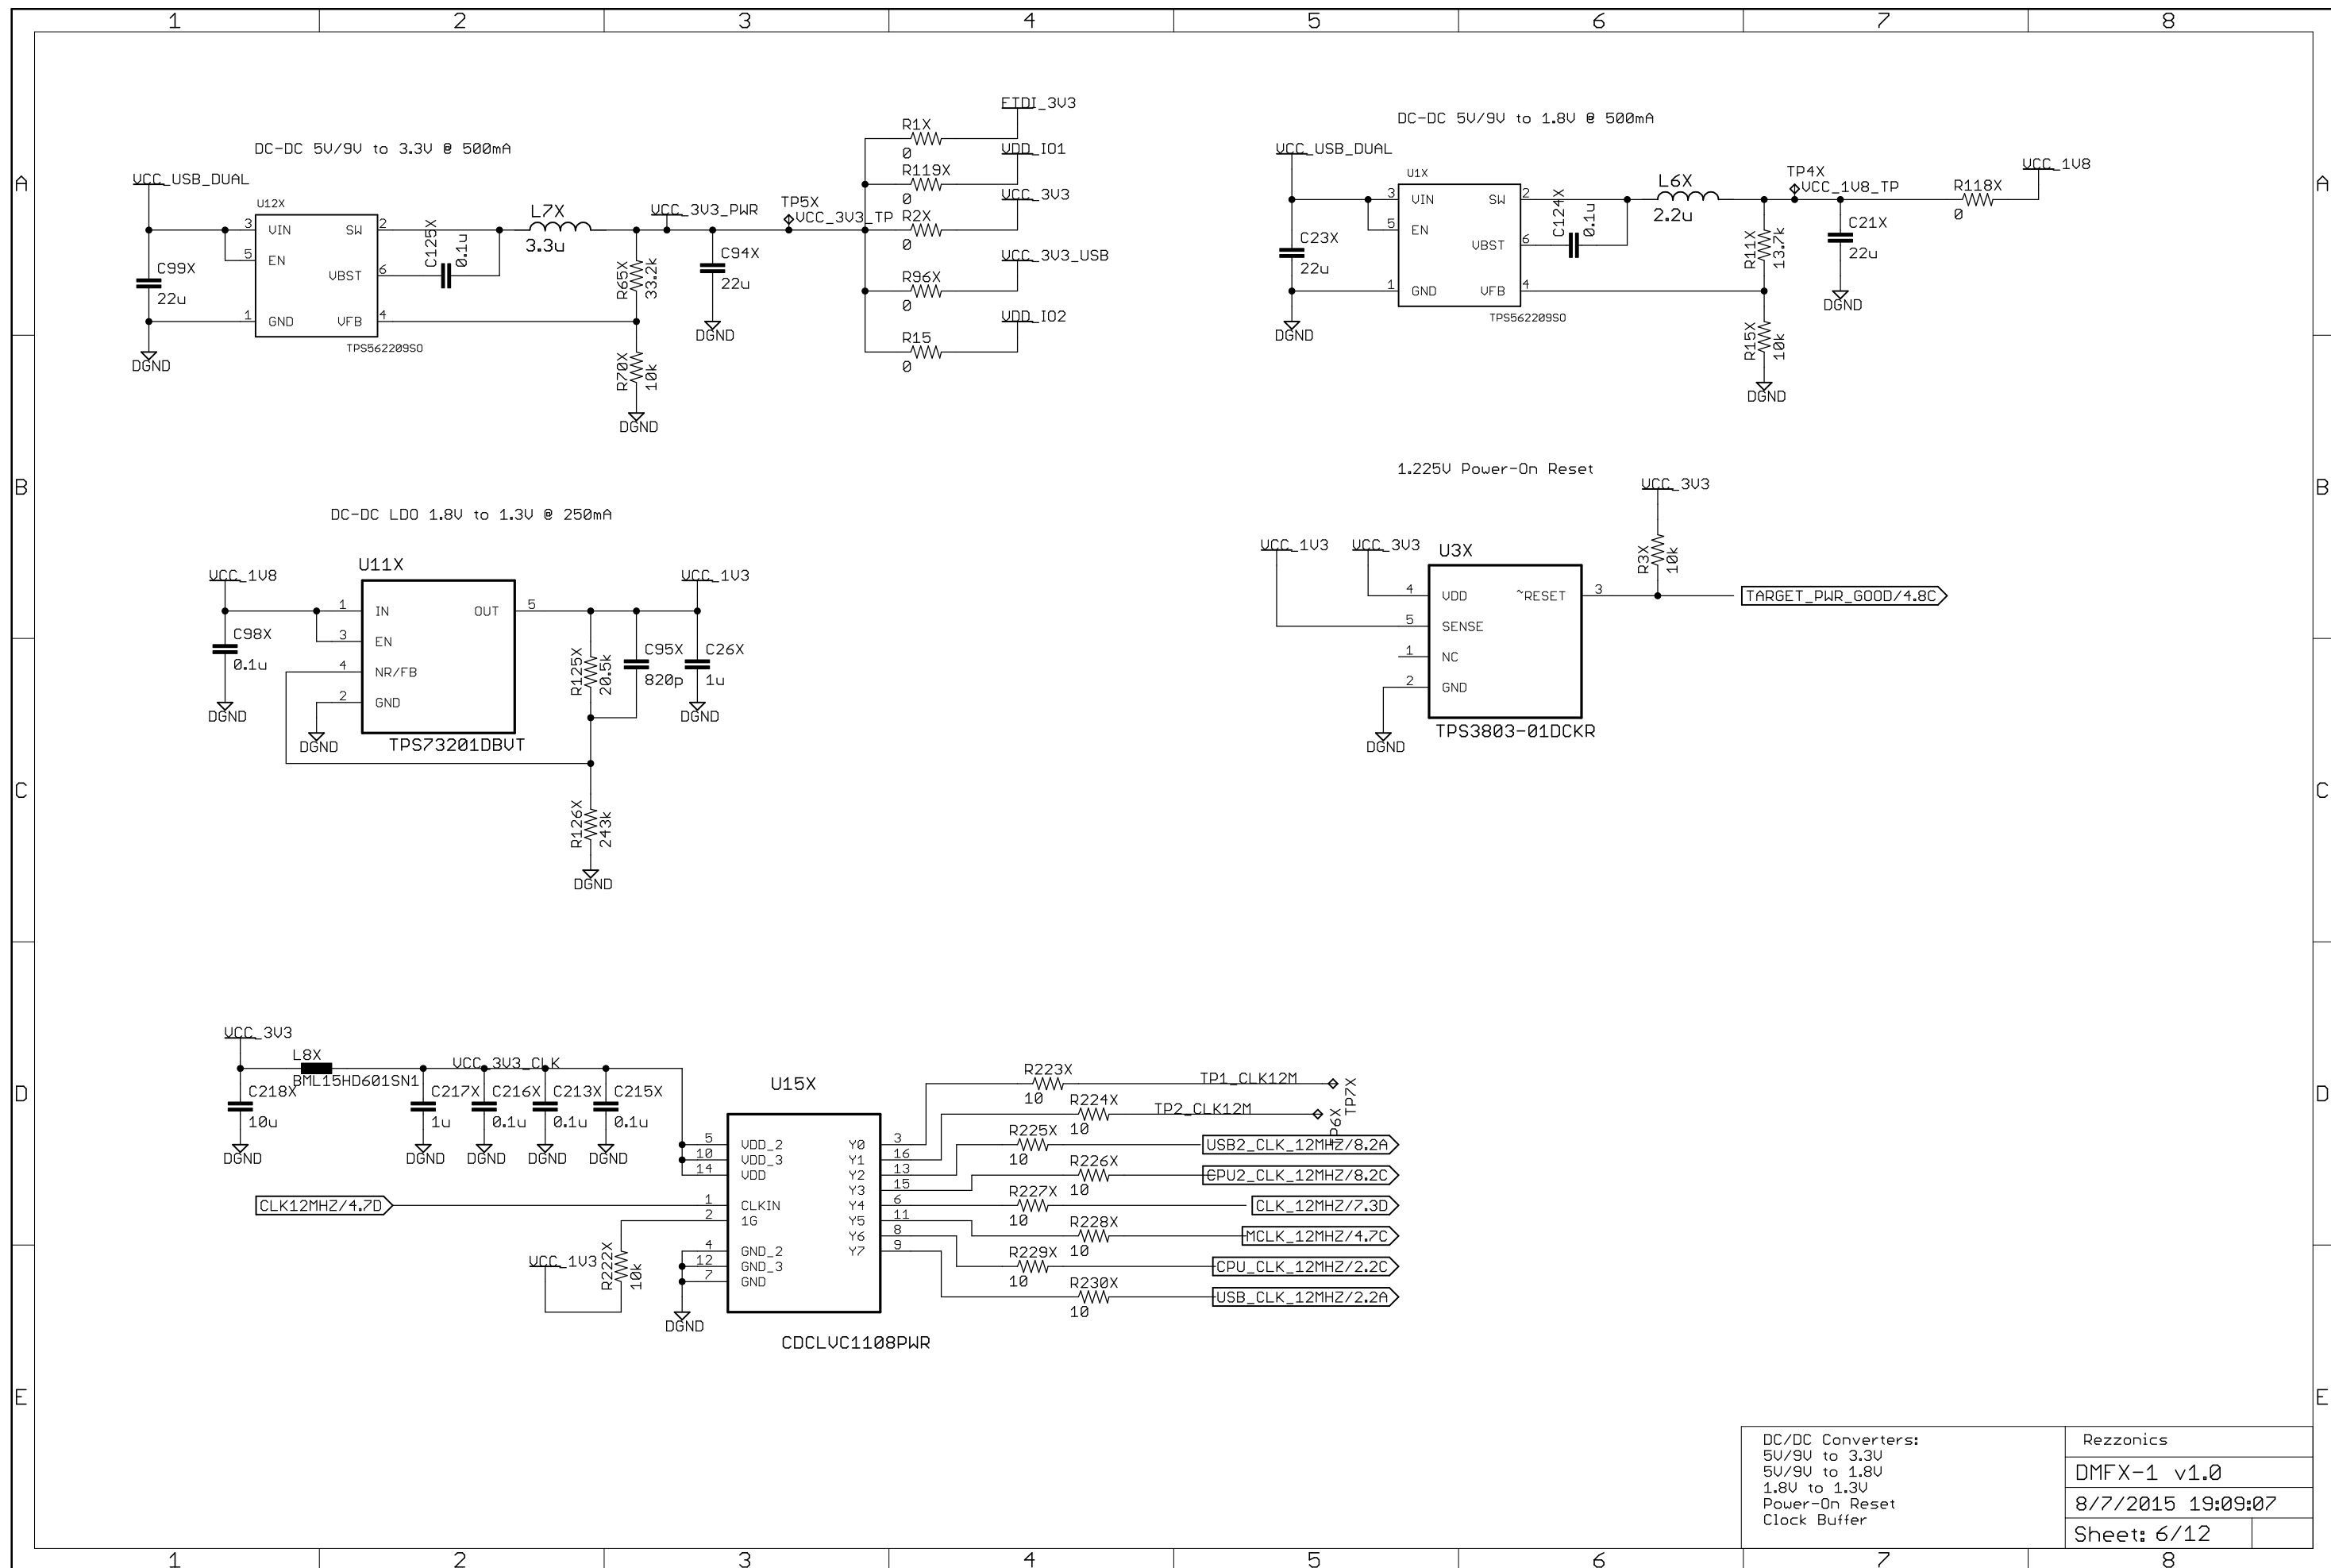 1 2 3 4 5 6 7 8
A A
B B
C C
D D
E E
DC-DC 5V/9V to 3.3V @ 500mA
VCC_USB_DUAL
U12X
3 VIN SW 2
5 EN
VBST 6
1 GND VFB 4
TPS562209SO
C99X
22u
DGND
C125X
0.1u
L7X
3.3u
VCC_3V3_PWR
R65X
33.2k
R70X
10k
DGND
C94X
22u
DGND
TP5X
VCC_3V3_TP
R1X
0
FTDI_3V3
R119X
0
VDD_IO1
R2X
0
VCC_3V3
R96X
0
VCC_3V3_USB
R15
0
VDD_IO2
DC-DC 5V/9V to 1.8V @ 500mA
VCC_USB_DUAL
U1X
3 VIN SW 2
5 EN
VBST 6
1 GND VFB 4
TPS562209SO
C23X
22u
DGND
C124X
0.1u
L6X
2.2u
R11X
13.7k
R15X
10k
DGND
TP4X
VCC_1V8_TP
C21X
22u
DGND
R118X
0
VCC_1V8
DC-DC LDO 1.8V to 1.3V @ 250mA
VCC_1V8
U11X
1 IN OUT 5
3 EN
4 NR/FB
2 GND
TPS73201DBVT
C98X
0.1u
DGND
DGND
VCC_1V3
R125X
20.5k
C95X
820p
C26X
1u
DGND
R126X
243k
DGND
1.225V Power-On Reset
VCC_1V3
VCC_3V3
U3X
4 VDD ~RESET 3
5 SENSE
1 NC
2 GND
TPS3803-01DCKR
DGND
VCC_3V3
R3X
10k
TARGET_PWR_GOOD/4.8C
VCC_3V3
L8X
BML15HD601SN1
VCC_3V3_CLK
C218X
10u
DGND
C217X
1u
DGND
C216X
0.1u
DGND
C213X
0.1u
DGND
C215X
0.1u
DGND
U15X
5 VDD_2 Y0 3
10 VDD_3 Y1 16
14 VDD Y2 13
Y3 15
1 CLKIN Y4 6
2 1G Y5 11
Y6 8
4 GND_2 Y7 9
12 GND_3
7 GND
CDCLVC1108PWR
CLK12MHZ/4.7D
VCC_1V3
R222X
10k
DGND
R223X
10
TP1_CLK12M
TP7X
R224X
10
TP2_CLK12M
TP6X
R225X
10
USB2_CLK_12MHZ/8.2A
R226X
10
CPU2_CLK_12MHZ/8.2C
R227X
10
CLK_12MHZ/7.3D
R228X
10
MCLK_12MHZ/4.7C
R229X
10
CPU_CLK_12MHZ/2.2C
R230X
10
USB_CLK_12MHZ/2.2A
DC/DC Converters:
5V/9V to 3.3V
5V/9V to 1.8V
1.8V to 1.3V
Power-On Reset
Clock Buffer
Rezzonics
DMFX-1 v1.0
8/7/2015 19:09:07
Sheet: 6/12
1 2 3 4 5 6 7 8